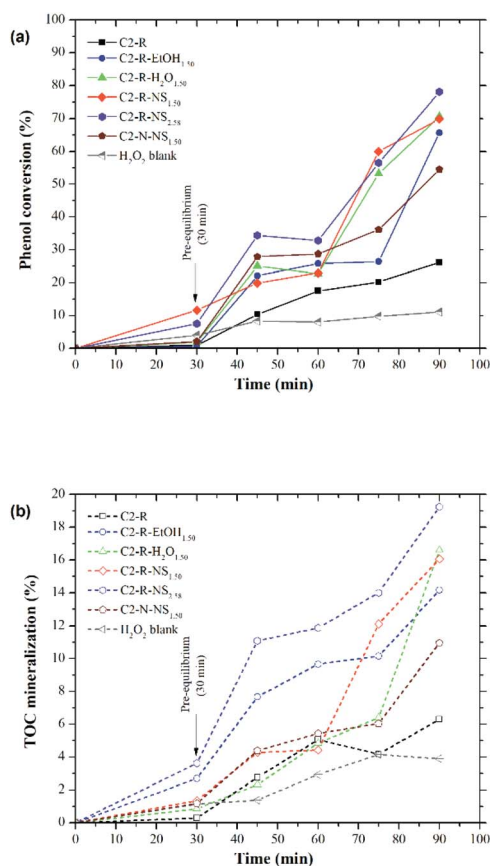 (a)
C2-R
C2-R-EtOH1.50
C2-R-H2O1.50
C2-R-NS1.50
C2-R-NS2.58
C2-N-NS1.50
H2O2 blank
Pre-equilibrium
(30 min)
Phenol conversion (%)
100
90
80
70
60
50
40
30
20
10
0
0 10 20 30 40 50 60 70 80 90 100
Time (min)
(b)
C2-R
C2-R-EtOH1.50
C2-R-H2O1.50
C2-R-NS1.50
C2-R-NS2.58
C2-N-NS1.50
H2O2 blank
Pre-equilibrium
(30 min)
TOC mineralization (%)
20
18
16
14
12
10
8
6
4
2
0
0 10 20 30 40 50 60 70 80 90 100
Time (min)